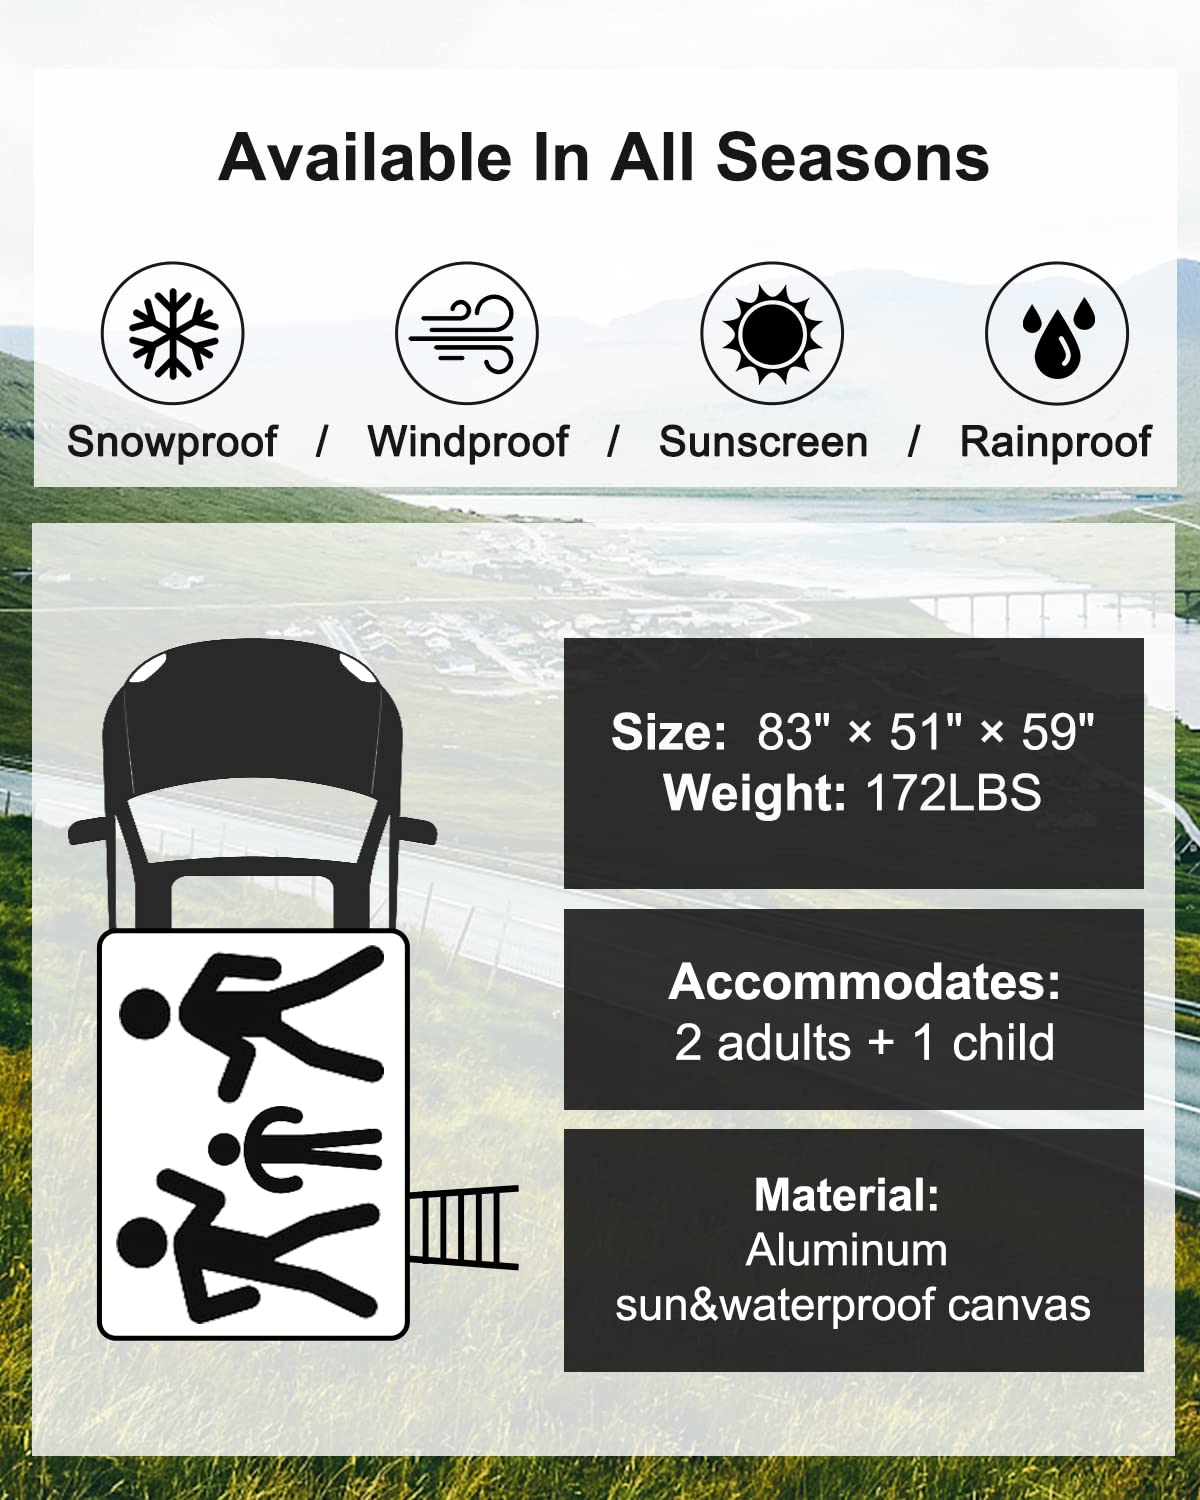 Available In All Seasons
Snowproof / Windproof / Sunscreen / Rainproof
Size: 83" × 51" × 59"
Weight: 172LBS
Accommodates:
2 adults + 1 child
Material:
Aluminum
sun&waterproof canvas